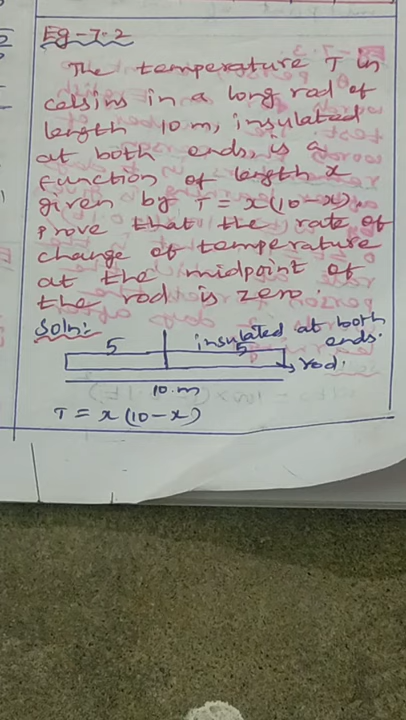 Eg-7.2
The temperature T in
celsius in a long rod of
length 10 m, insulated
at both ends, is a
function of length x
given by T = x(10-x).
prove that the rate of
change of temperature
at the midpoint of
the rod is zero.
Soln:
insulated at both
ends.
5 5
rod.
10 m
T = x (10-x)